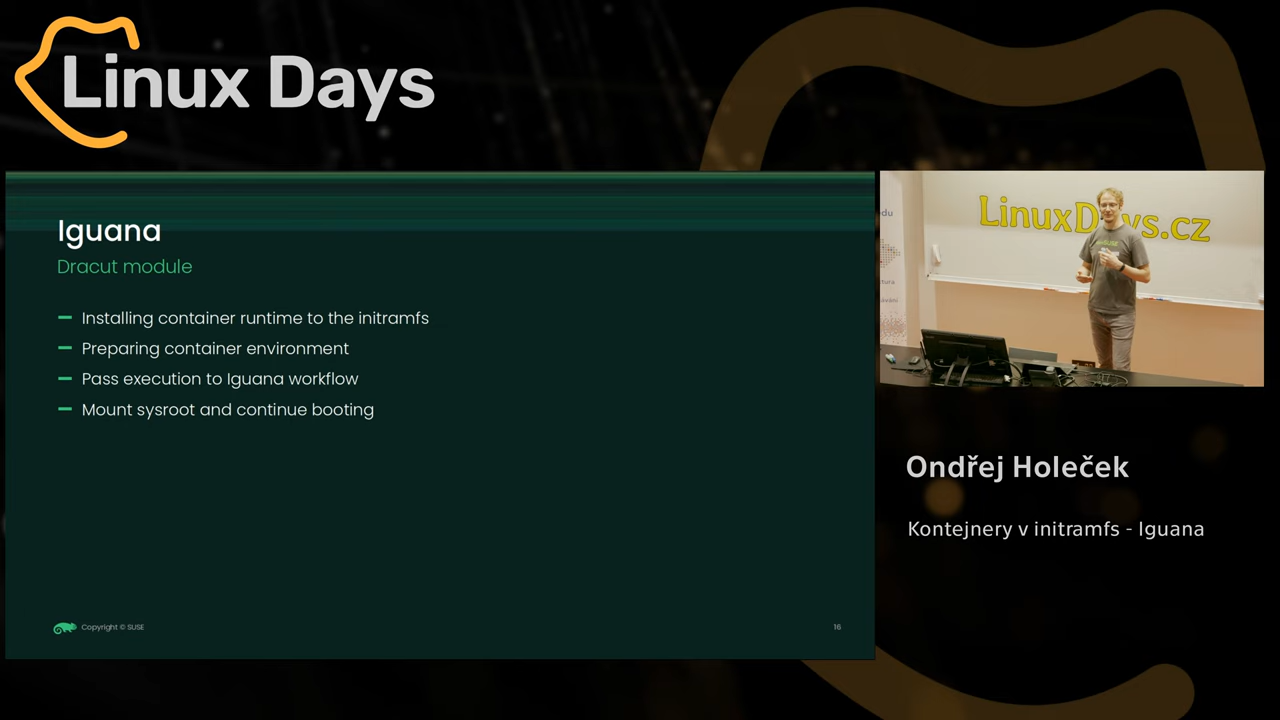 Linux Days
Iguana
Dracut module
Installing container runtime to the initramfs
Preparing container environment
Pass execution to Iguana workflow
Mount sysroot and continue booting
Copyright © SUSE
16
LinuxDays.cz
Ondřej Holeček
Kontejnery v initramfs - Iguana